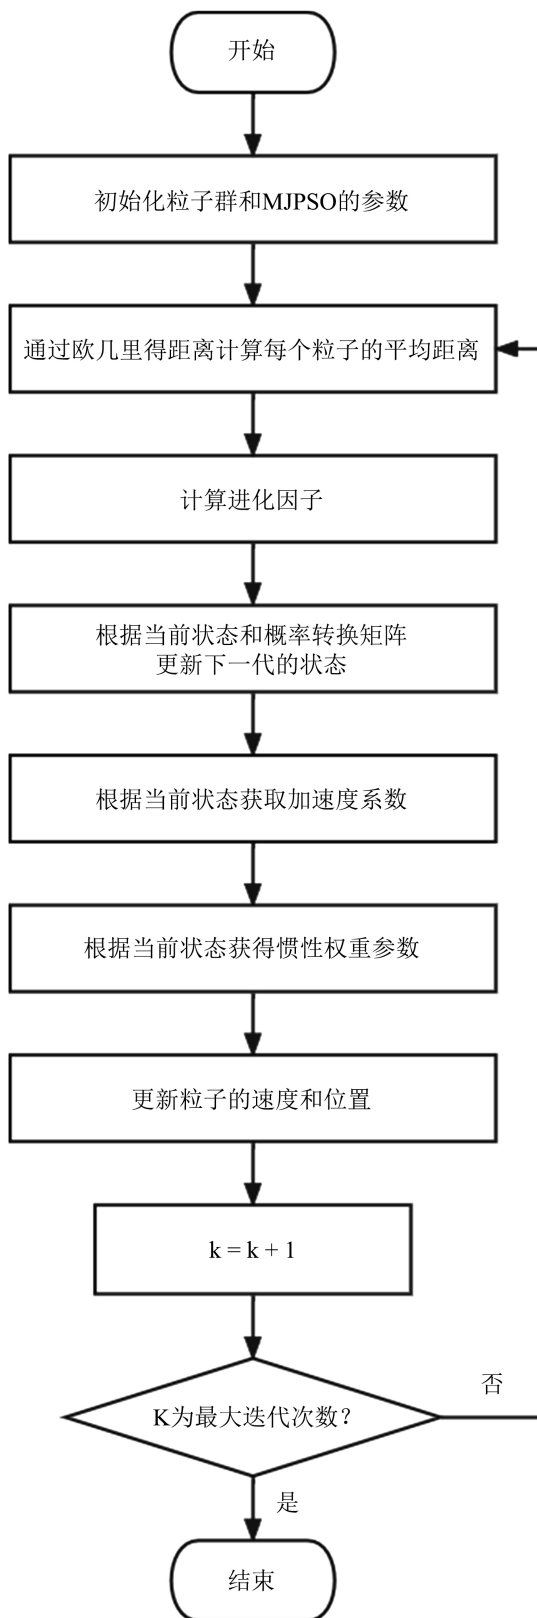 开始
初始化粒子群和MJPSO的参数
通过欧几里得距离计算每个粒子的平均距离
计算进化因子
根据当前状态和概率转换矩阵
更新下一代的状态
根据当前状态获取加速度系数
根据当前状态获得惯性权重参数
更新粒子的速度和位置
k = k + 1
K为最大迭代次数？
否
是
结束